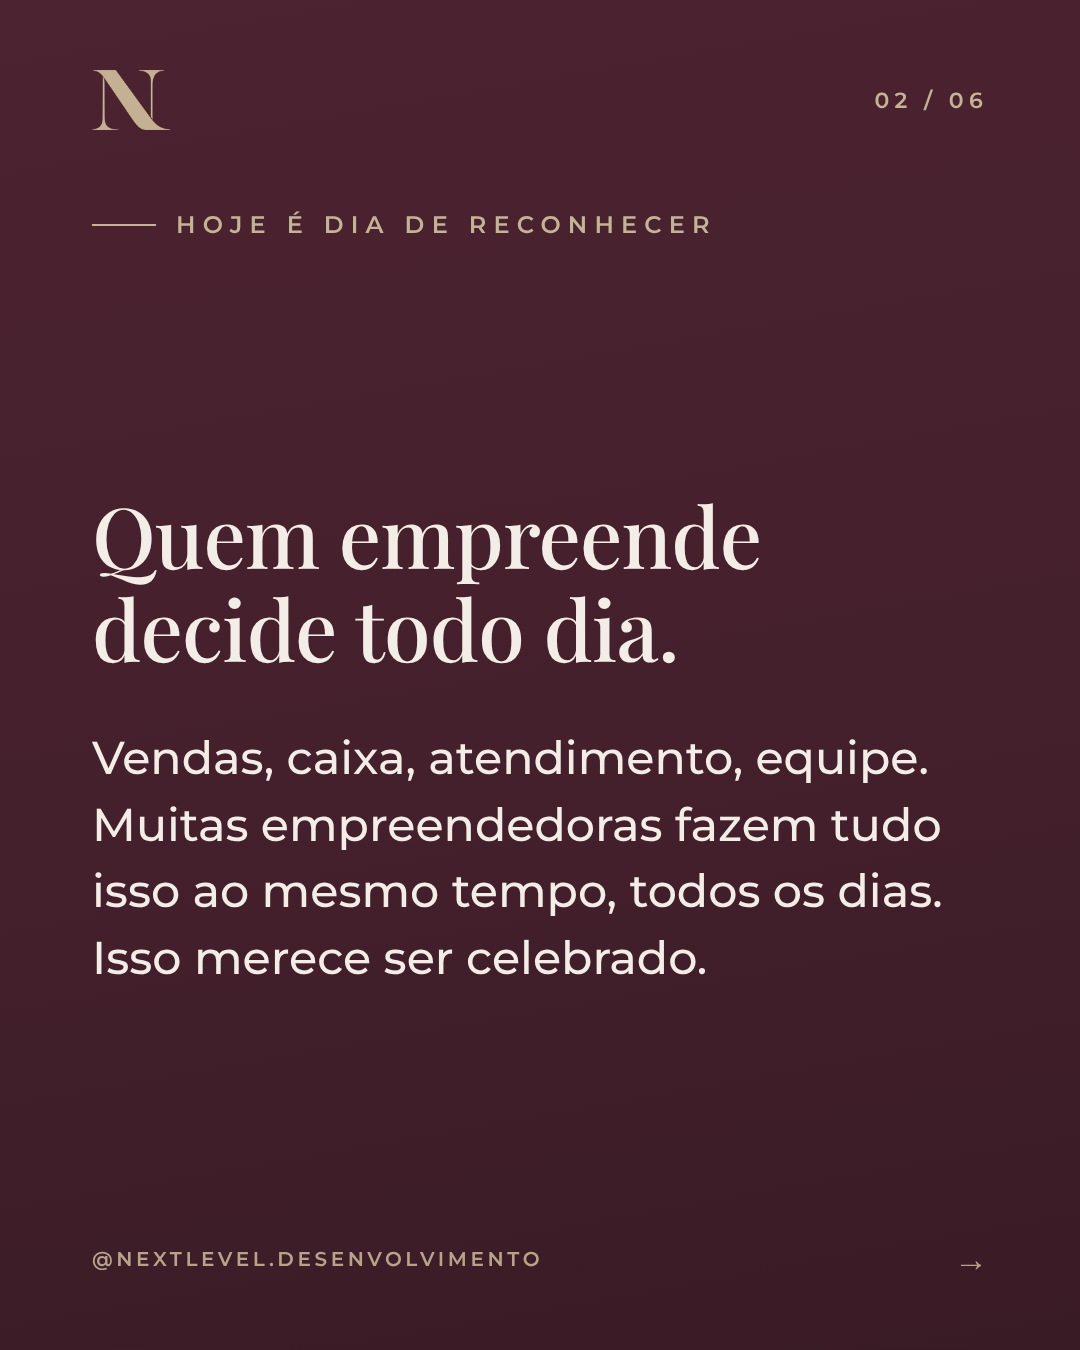 N
02 / 06
HOJE É DIA DE RECONHECER
Quem empreende
decide todo dia.
Vendas, caixa, atendimento, equipe.
Muitas empreendedoras fazem tudo
isso ao mesmo tempo, todos os dias.
Isso merece ser celebrado.
@NEXTLEVEL.DESENVOLVIMENTO
→